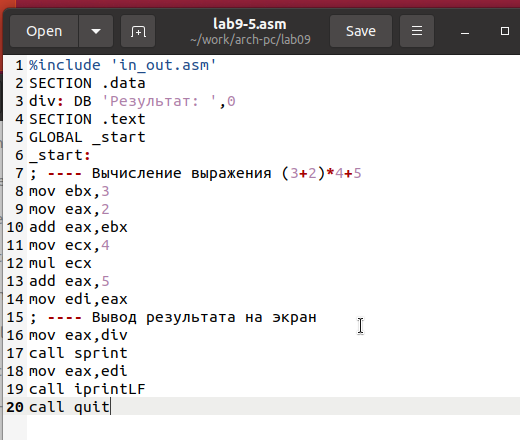 Open
lab9-5.asm
~/work/arch-pc/lab09
Save
1 %include 'in_out.asm'
2 SECTION .data
3 div: DB 'Результат: ',0
4 SECTION .text
5 GLOBAL _start
6 _start:
7 ; ---- Вычисление выражения (3+2)*4+5
8 mov ebx,3
9 mov eax,2
10 add eax,ebx
11 mov ecx,4
12 mul ecx
13 add eax,5
14 mov edi,eax
15 ; ---- Вывод результата на экран
16 mov eax,div
17 call sprint
18 mov eax,edi
19 call iprintLF
20 call quit